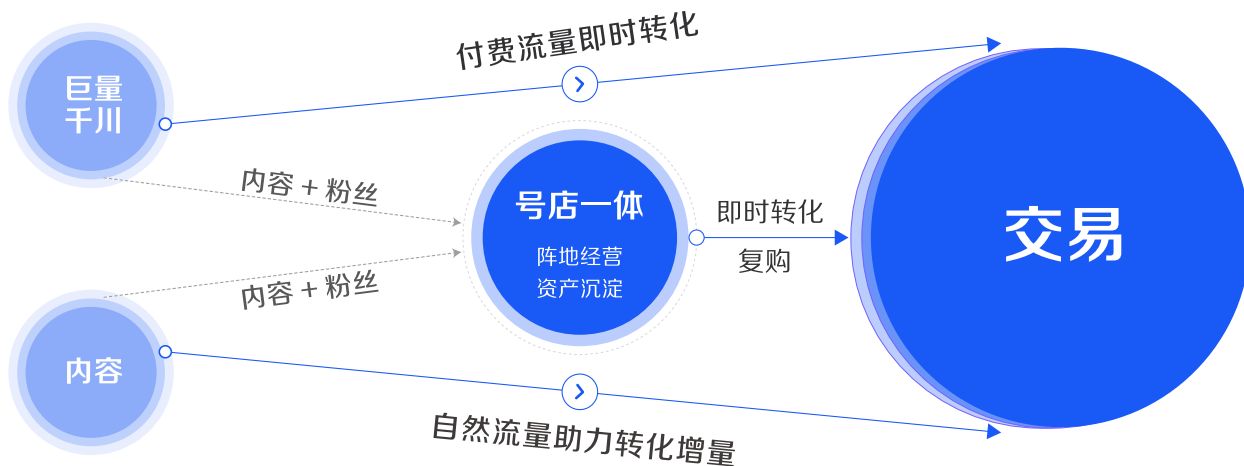 付费流量即时转化
巨量
千川
内容 + 粉丝
号店一体
阵地经营
资产沉淀
即时转化
复购
交易
内容 + 粉丝
内容
自然流量助力转化增量